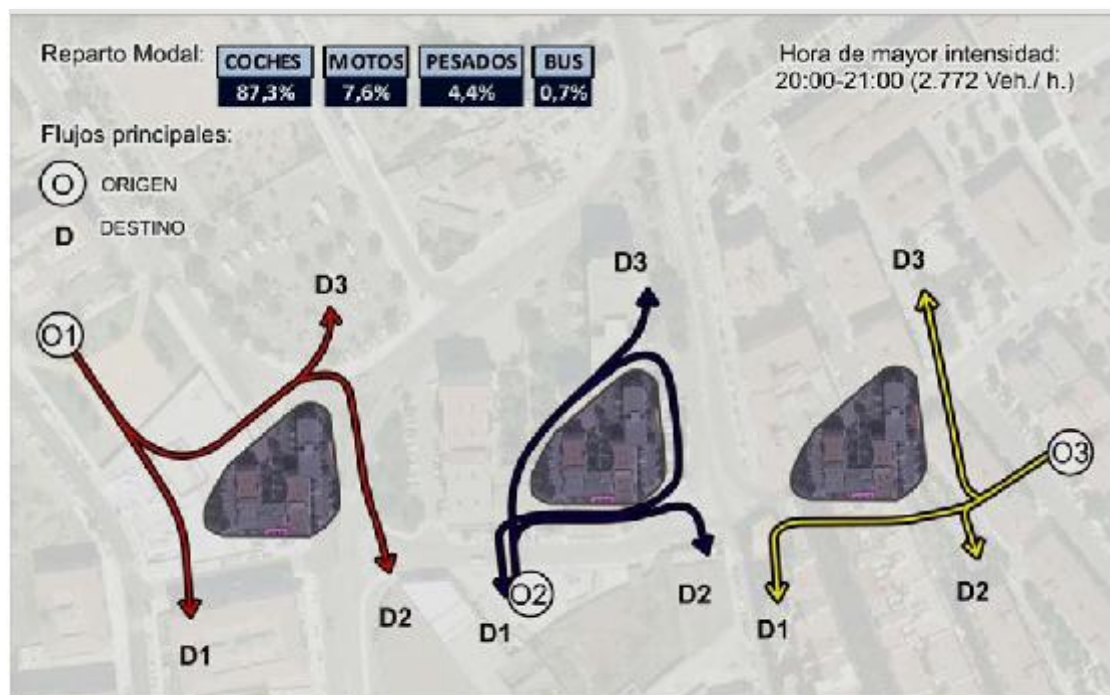 Reparto Modal:
COCHES MOTOS PESADOS BUS
87,3% 7,6% 4,4% 0,7%
Hora de mayor intensidad:
20:00-21:00 (2.772 Veh./ h.)
Flujos principales:
O ORIGEN
D DESTINO
D3
D3
D3
O1
O3
O2
D1
D2
D1
D2
D1
D2